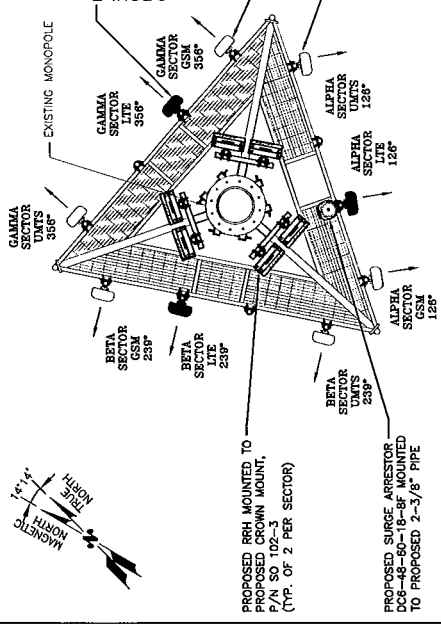 EXISTING MONOPOLE
GAMMA
SECTOR
UMTS
356°
GAMMA
SECTOR
LTE
356°
GAMMA
SECTOR
GSM
356°
ALPHA
SECTOR
UMTS
126°
ALPHA
SECTOR
LTE
126°
ALPHA
SECTOR
GSM
126°
BETA
SECTOR
GSM
239°
BETA
SECTOR
LTE
239°
BETA
SECTOR
UMTS
239°
14°14'
MAGNETIC
NORTH
TRUE
NORTH
PROPOSED RRH MOUNTED TO
PROPOSED CROWN MOUNT,
P/N SO 102-3
(TYP. OF 2 PER SECTOR)
PROPOSED SURGE ARRESTOR
DC6-48-60-18-8F MOUNTED
TO PROPOSED 2-3/8" PIPE